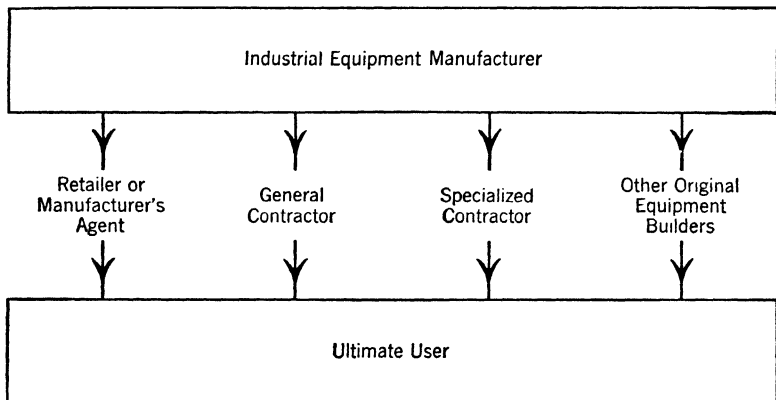 Industrial Equipment Manufacturer
Retailer or
Manufacturer's
Agent
General
Contractor
Specialized
Contractor
Other Original
Equipment
Builders
Ultimate User